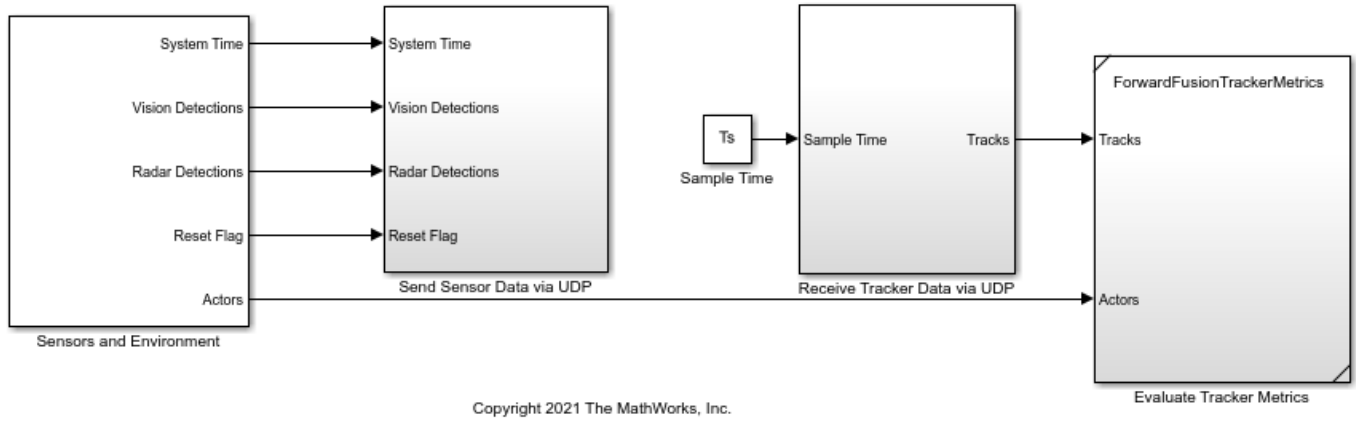 System Time
Vision Detections
Radar Detections
Reset Flag
Actors
Sensors and Environment
System Time
Vision Detections
Radar Detections
Reset Flag
Send Sensor Data via UDP
Ts
Sample Time
Sample Time
Tracks
Receive Tracker Data via UDP
ForwardFusionTrackerMetrics
Tracks
Actors
Evaluate Tracker Metrics
Copyright 2021 The MathWorks, Inc.